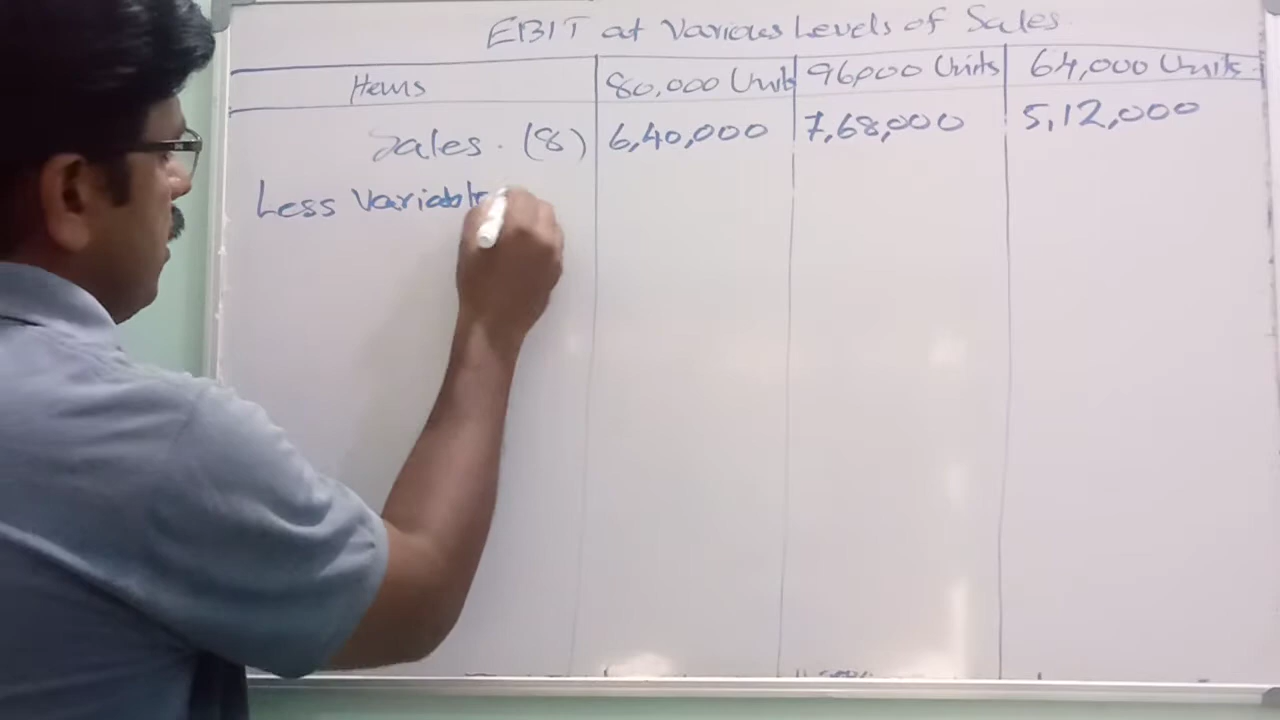 EBIT at Various Levels of Sales
Items 80,000 Units 96,000 Units 64,000 Units
Sales. (8) 6,40,000 7,68,000 5,12,000
Less Variable